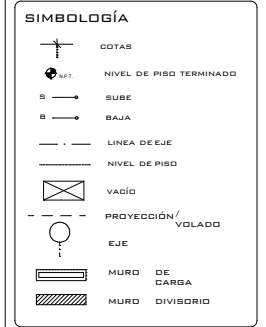 SIMBOLOGÍA
COTAS
N.P.T. NIVEL DE PISO TERMINADO
S SUBE
B BAJA
LINEA DE EJE
NIVEL DE PISO
VACÍO
PROYECCIÓN/
VOLADO
EJE
MURO DE
CARGA
MURO DIVISORIO